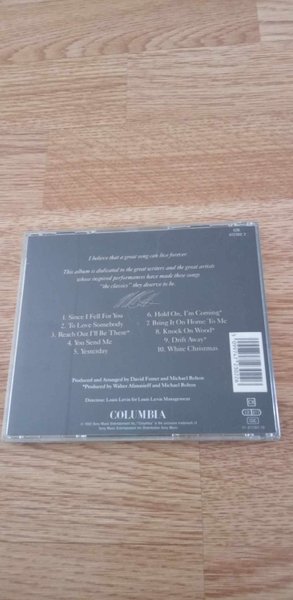 I believe that a great song can live forever
This album is dedicated to the great writers and the great artists
whose inspired performances have made these songs,
"the classics" they deserve to be.
1. Since I Fell For You
2. To Love Somebody
3. Reach Out I'll Be There*
4. You Send Me
5. Yesterday
6. Hold On, I'm Coming*
7. Bring It On Home To Me
8. Knock On Wood*
9. Drift Away*
10. White Christmas
Produced and Arranged by David Foster and Michael Bolton
*Produced by Walter Afanasieff and Michael Bolton
Direction: Louis Levin for Louis Levin Management
COLUMBIA